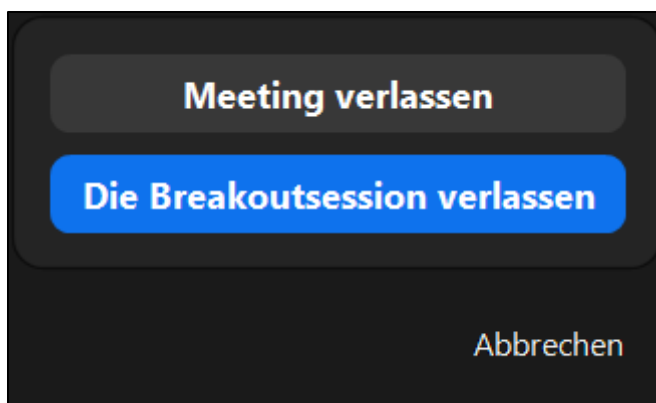 Meeting verlassen
Die Breakoutsession verlassen
Abbrechen